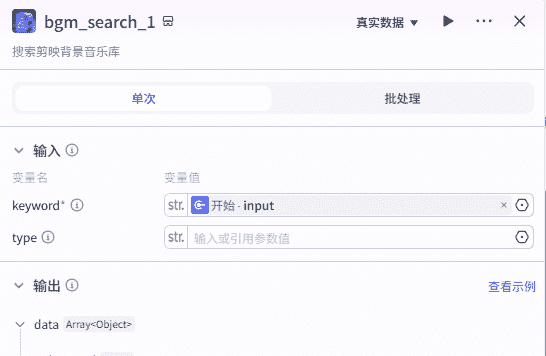 bgm_search_1 真实数据
搜索剪映背景音乐库
单次 批处理
输入
变量名 变量值
keyword* str. 开始 · input ×
type str. 输入或引用参数值
输出 查看示例
data Array<Object>